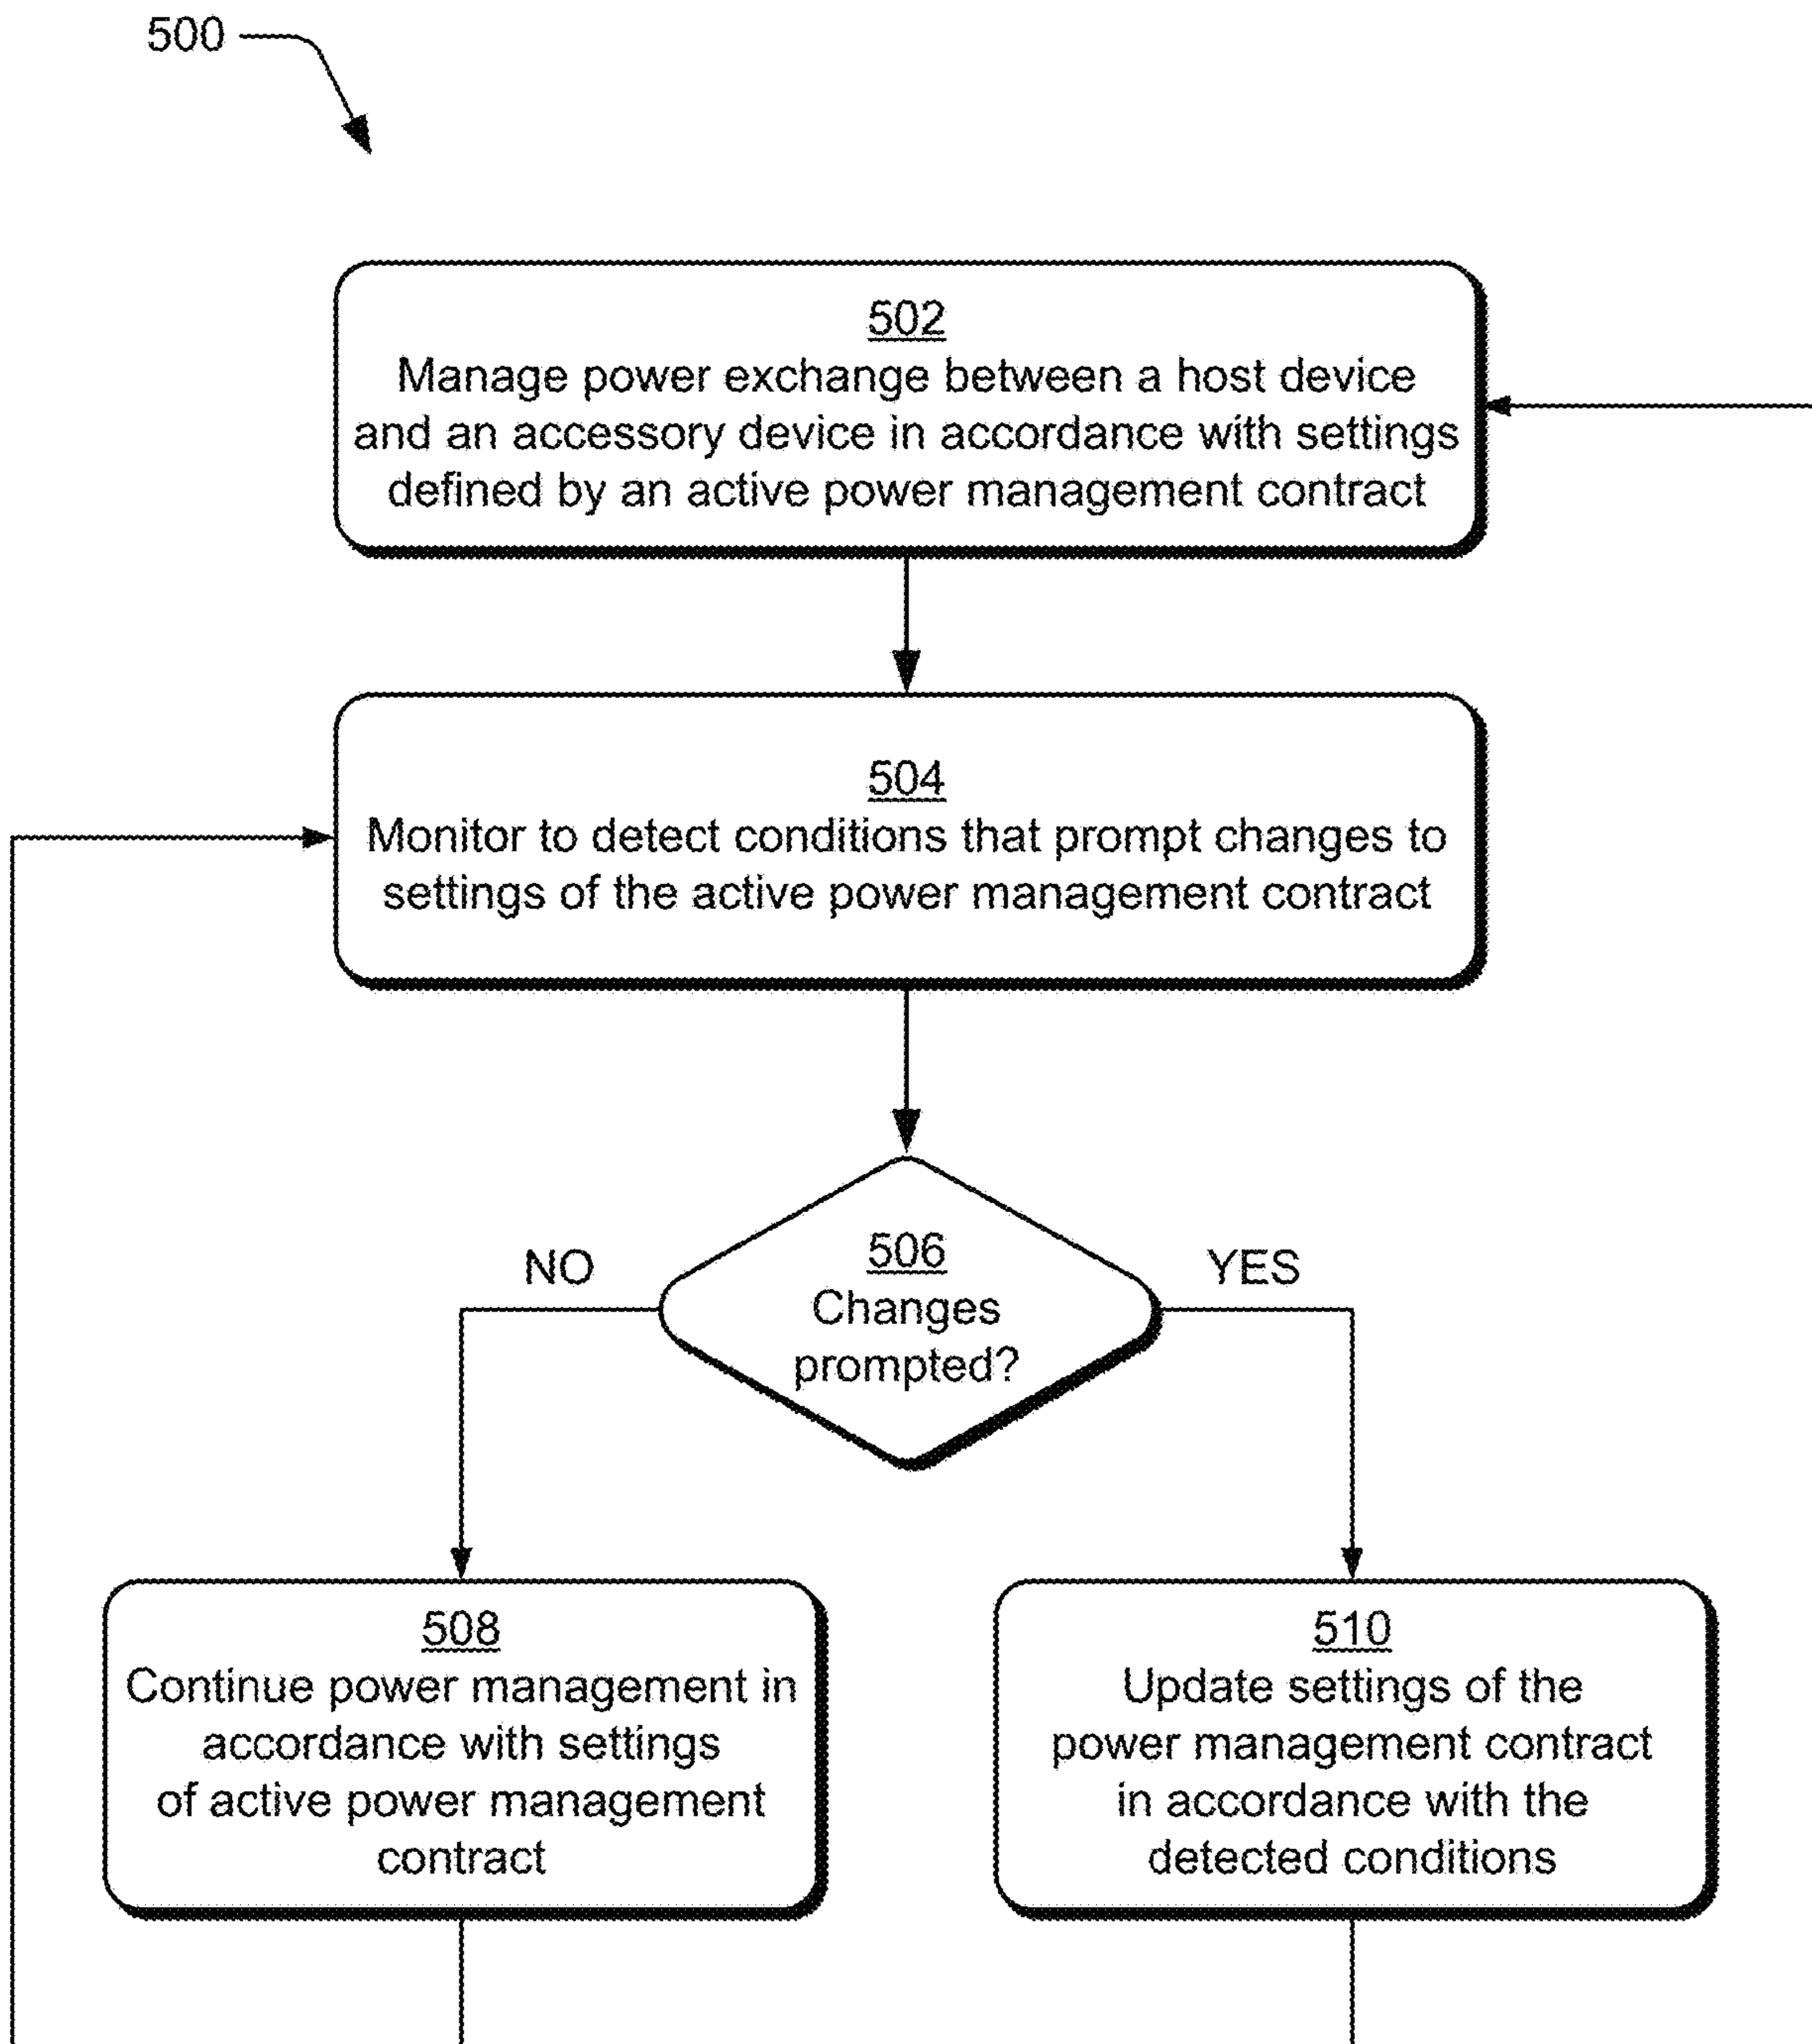 500
502
Manage power exchange between a host device
and an accessory device in accordance with settings
defined by an active power management contract
504
Monitor to detect conditions that prompt changes to
settings of the active power management contract
506
Changes
prompted?
NO
YES
508
Continue power management in
accordance with settings
of active power management
contract
510
Update settings of the
power management contract
in accordance with the
detected conditions